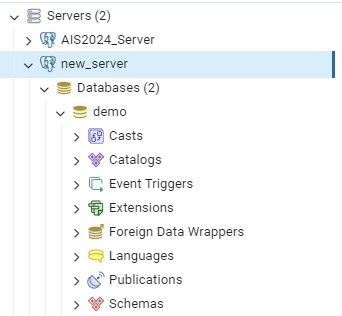 Servers (2)
AIS2024_Server
new_server
Databases (2)
demo
Casts
Catalogs
Event Triggers
Extensions
Foreign Data Wrappers
Languages
Publications
Schemas